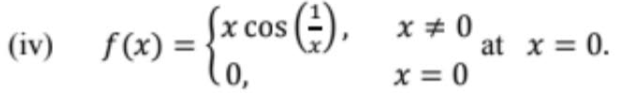 (iv) f(x) = { x cos (1/x), x ≠ 0
0, x = 0 at x = 0.